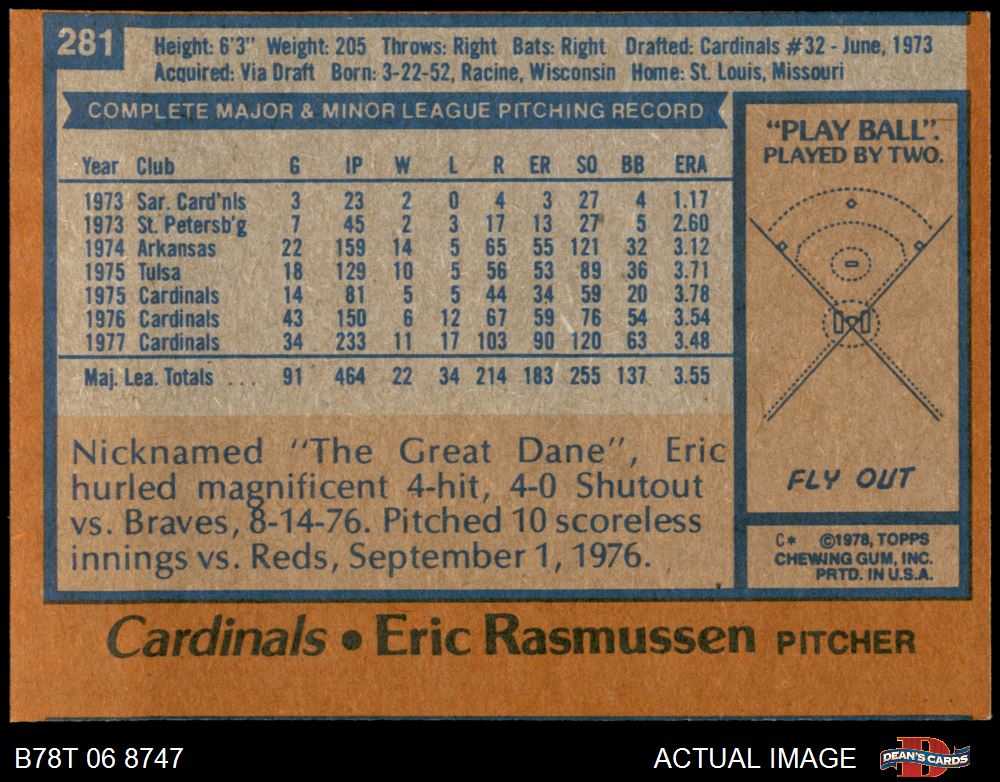 281
Height: 6'3" Weight: 205 Throws: Right Bats: Right Drafted: Cardinals #32 - June, 1973
Acquired: Via Draft Born: 3-22-52, Racine, Wisconsin Home: St. Louis, Missouri
COMPLETE MAJOR & MINOR LEAGUE PITCHING RECORD
Year Club G IP W L R ER SO BB ERA
1973 Sar. Card'nls 3 23 2 0 4 3 27 4 1.17
1973 St. Petersb'g 7 45 2 3 17 13 27 5 2.60
1974 Arkansas 22 159 14 5 65 55 121 32 3.12
1975 Tulsa 18 129 10 5 56 53 89 36 3.71
1975 Cardinals 14 81 5 5 44 34 59 20 3.78
1976 Cardinals 43 150 6 12 67 59 76 54 3.54
1977 Cardinals 34 233 11 17 103 90 120 63 3.48
Maj. Lea. Totals . . . 91 464 22 34 214 183 255 137 3.55
Nicknamed "The Great Dane", Eric
hurled magnificent 4-hit, 4-0 Shutout
vs. Braves, 8-14-76. Pitched 10 scoreless
innings vs. Reds, September 1, 1976.
"PLAY BALL".
PLAYED BY TWO.
FLY OUT
C* ©1978, TOPPS
CHEWING GUM, INC.
PRTD. IN U.S.A.
Cardinals • Eric Rasmussen PITCHER
B78T 06 8747
ACTUAL IMAGE
DEAN'S CARDS